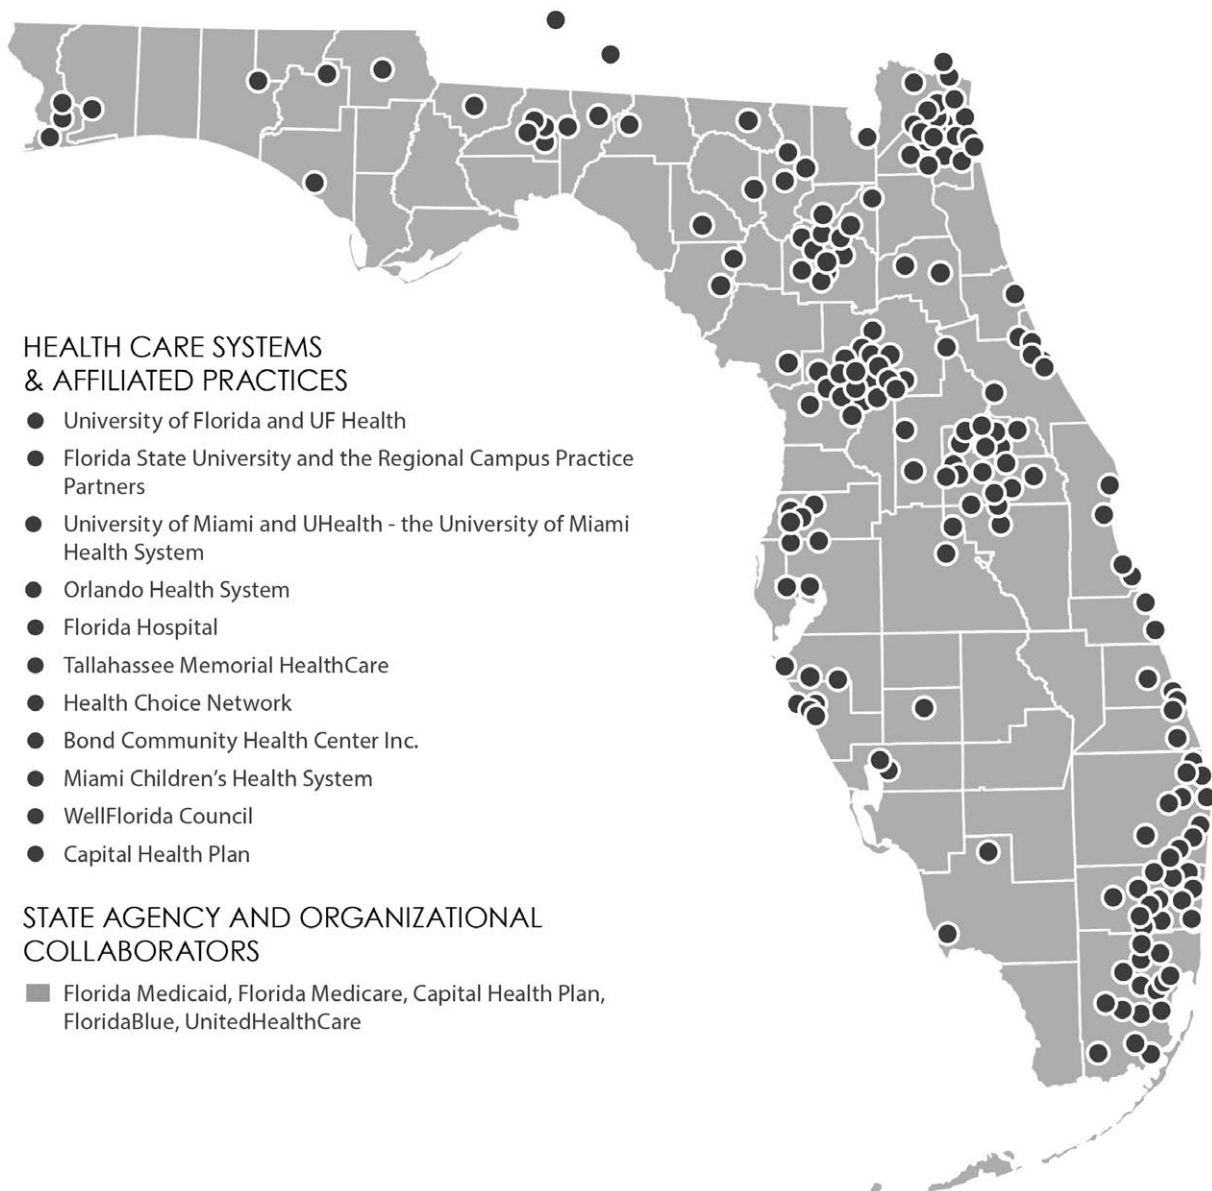 HEALTH CARE SYSTEMS
& AFFILIATED PRACTICES
University of Florida and UF Health
Florida State University and the Regional Campus Practice
Partners
University of Miami and UHealth - the University of Miami
Health System
Orlando Health System
Florida Hospital
Tallahassee Memorial HealthCare
Health Choice Network
Bond Community Health Center Inc.
Miami Children's Health System
WellFlorida Council
Capital Health Plan
STATE AGENCY AND ORGANIZATIONAL
COLLABORATORS
Florida Medicaid, Florida Medicare, Capital Health Plan,
FloridaBlue, UnitedHealthCare